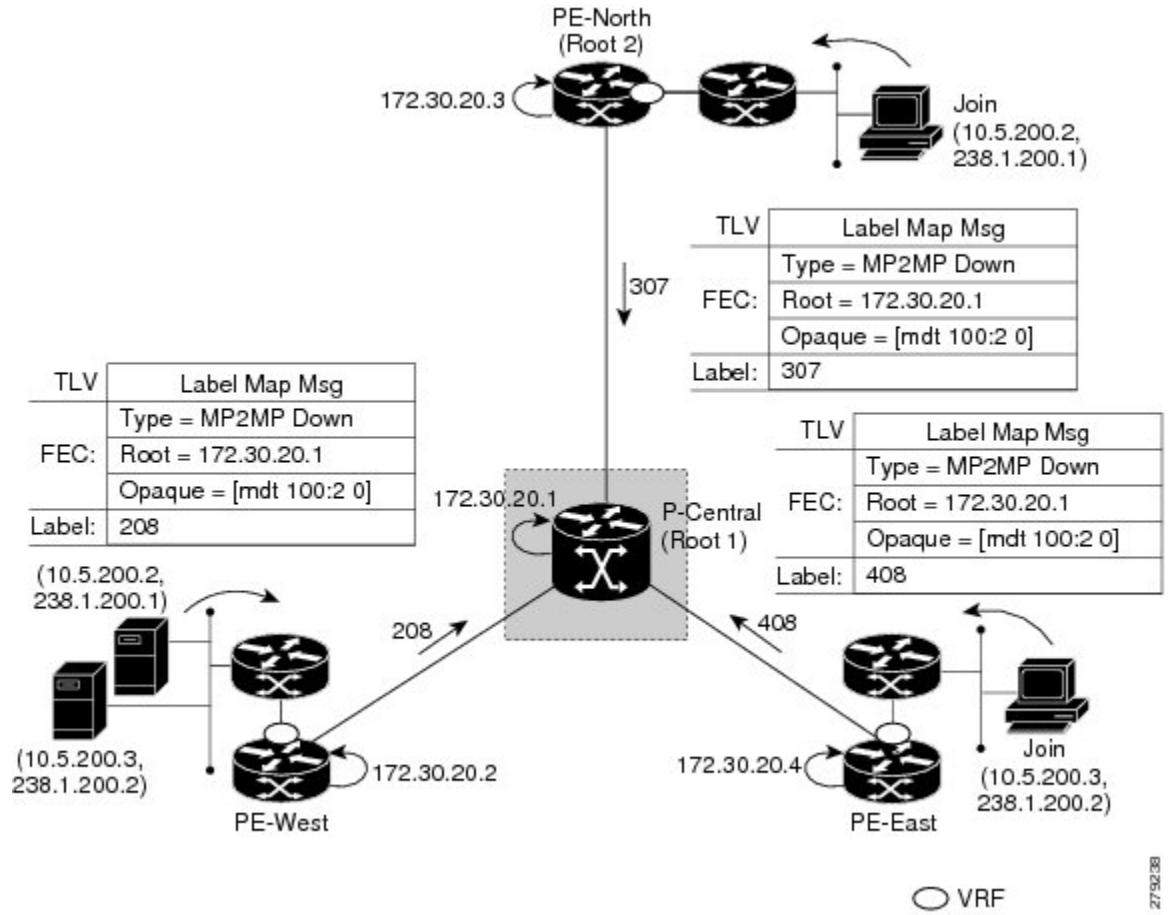 PE-North
(Root 2)
172.30.20.3
Join
(10.5.200.2,
238.1.200.1)
TLV
Label Map Msg
Type = MP2MP Down
FEC:
Root = 172.30.20.1
Opaque = [mdt 100:2 0]
Label:
307
307
TLV
Label Map Msg
Type = MP2MP Down
FEC:
Root = 172.30.20.1
Opaque = [mdt 100:2 0]
Label:
208
TLV
Label Map Msg
Type = MP2MP Down
FEC:
Root = 172.30.20.1
Opaque = [mdt 100:2 0]
Label:
408
172.30.20.1
P-Central
(Root 1)
(10.5.200.2,
238.1.200.1)
208
408
(10.5.200.3,
238.1.200.2)
172.30.20.2
PE-West
172.30.20.4
PE-East
Join
(10.5.200.3,
238.1.200.2)
VRF
279238